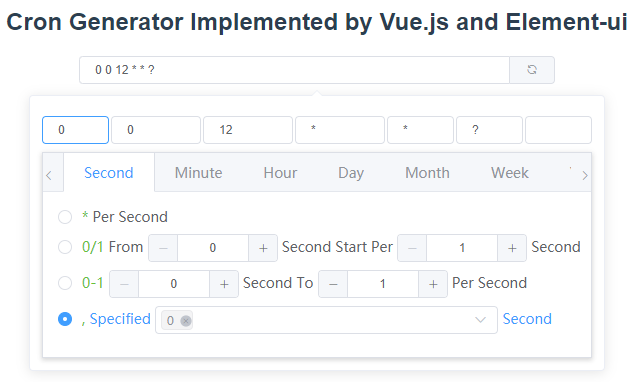 Cron Generator Implemented by Vue.js and Element-ui
0 0 12 * * ?
0 0 12 * * ?
Second Minute Hour Day Month Week
* Per Second
0/1 From − 0 + Second Start Per − 1 + Second
0-1 − 0 + Second To − 1 + Per Second
, Specified 0 Second